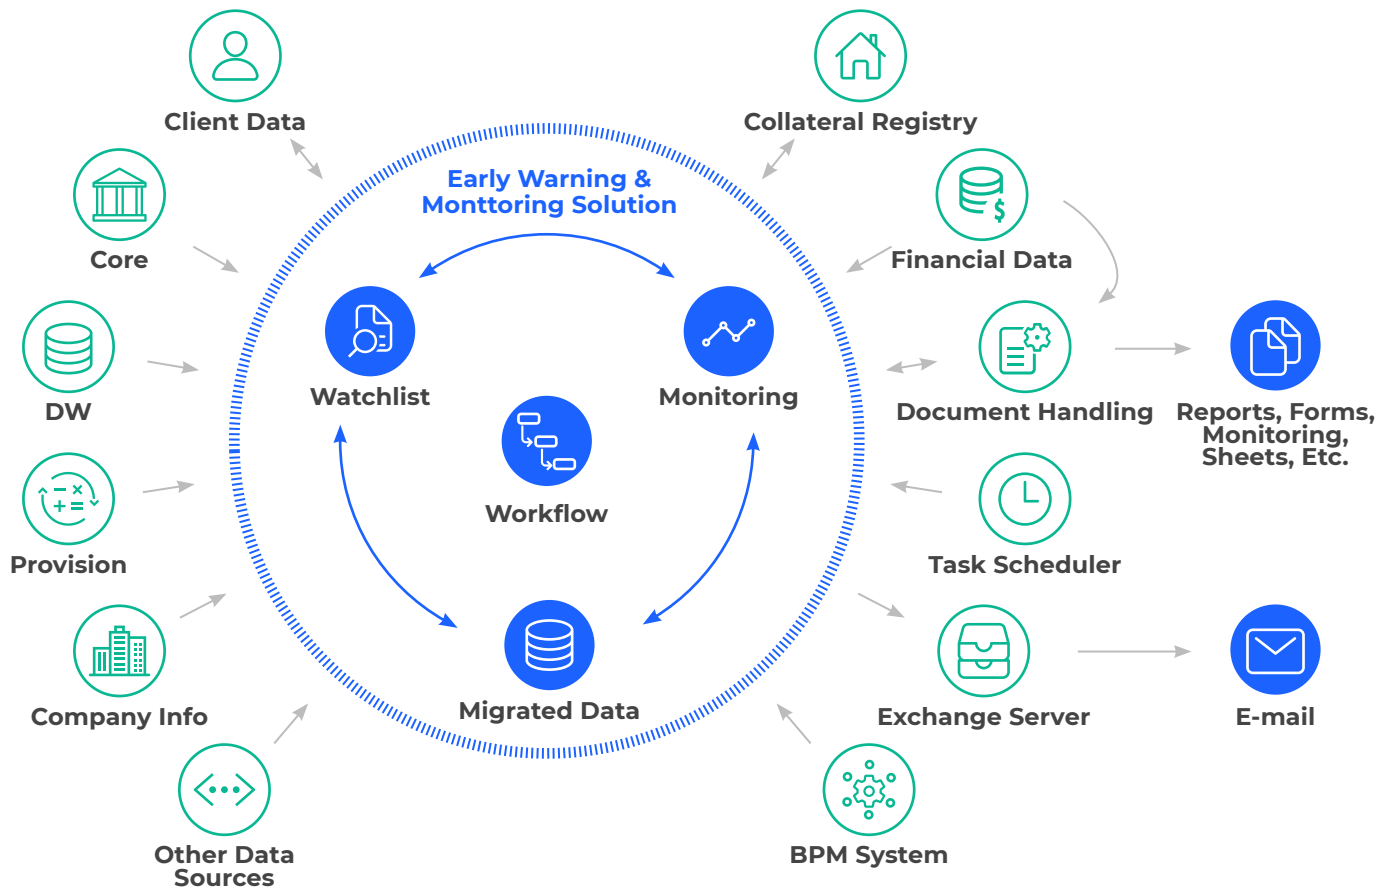 Client Data
Collateral Registry
Early Warning &
Monttoring Solution
Core
Financial Data
Watchlist
Monitoring
DW
Document Handling
Reports, Forms,
Monitoring,
Sheets, Etc.
Workflow
Provision
Task Scheduler
Company Info
Migrated Data
Exchange Server
E-mail
Other Data
Sources
BPM System